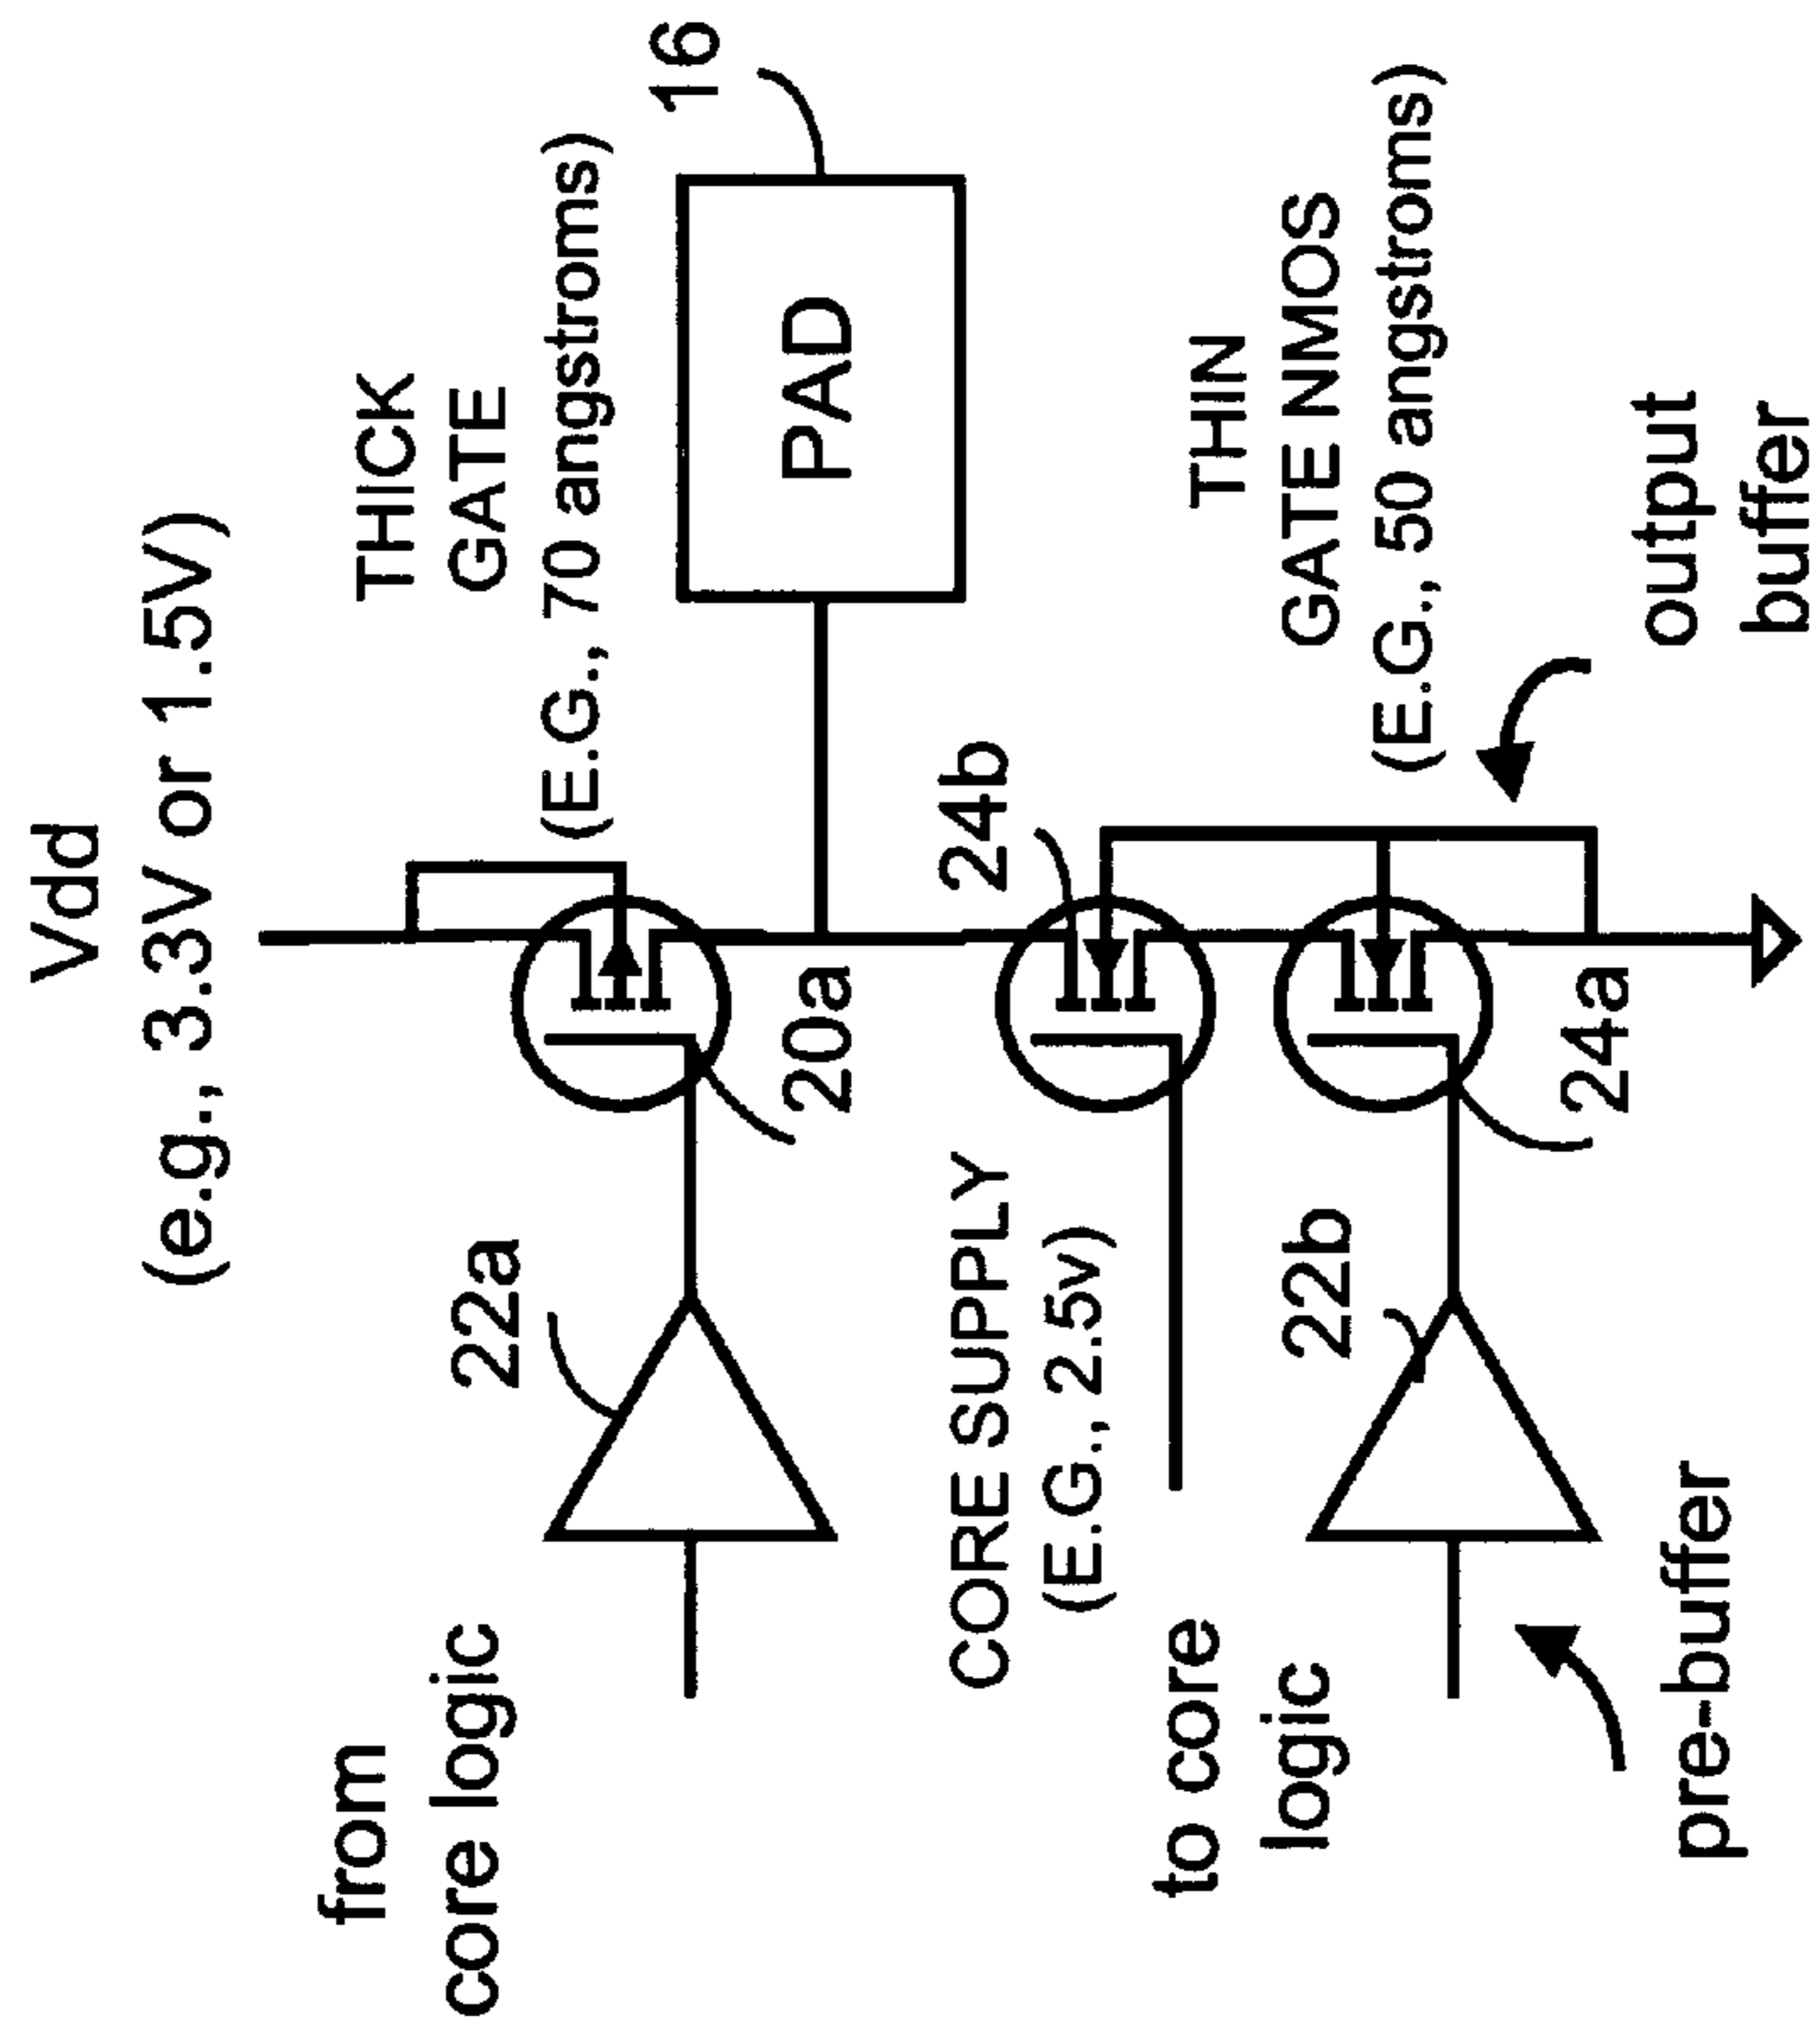 Vdd
(e.g., 3.3V or 1.5V)
THICK
GATE
(E.G., 70 angstroms)
16
PAD
from
core logic
22a
20a
CORE SUPPLY
(E.G., 2.5v)
24b
THIN
GATE NMOS
(E.G., 50 angstroms)
to core
logic
22b
24a
pre-buffer
output
buffer